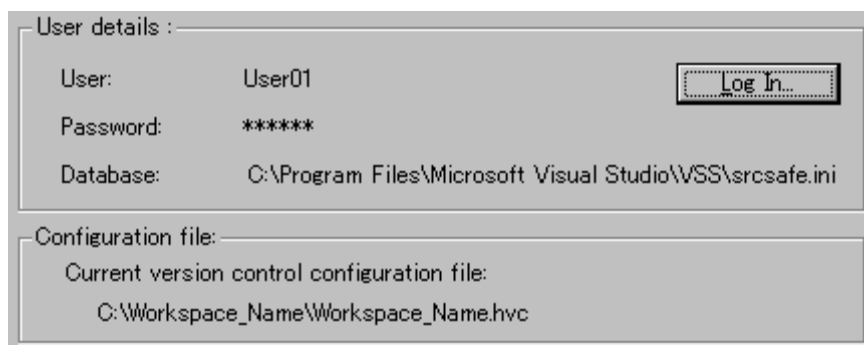 User details :
User: User01 Log In...
Password: ******
Database: C:\Program Files\Microsoft Visual Studio\VSS\srcsafe.ini
Configuration file:
Current version control configuration file:
C:\Workspace_Name\Workspace_Name.hvc